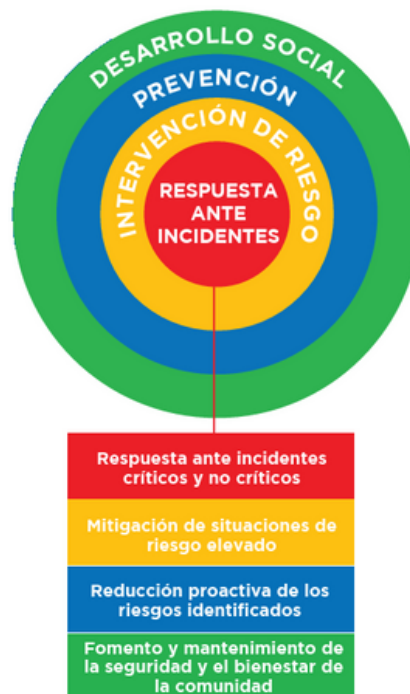 DESARROLLO SOCIAL
PREVENCIÓN
INTERVENCIÓN DE RIESGO
RESPUESTA
ANTE
INCIDENTES
Respuesta ante incidentes
críticos y no críticos
Mitigación de situaciones de
riesgo elevado
Reducción proactiva de los
riesgos identificados
Fomento y mantenimiento de
la seguridad y el bienestar de
la comunidad